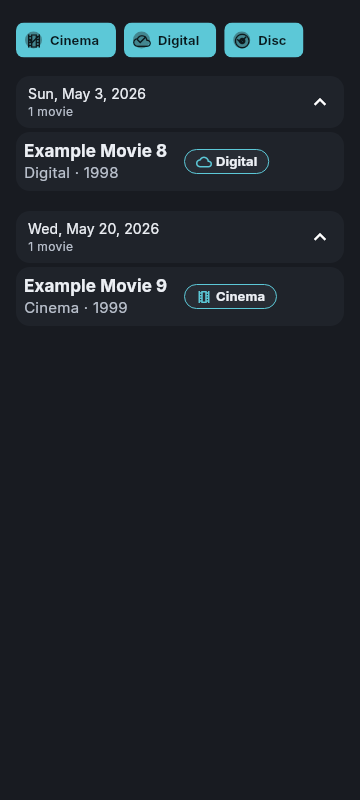 Cinema
Digital
Disc
Sun, May 3, 2026
1 movie
Example Movie 8
Digital · 1998
Digital
Wed, May 20, 2026
1 movie
Example Movie 9
Cinema · 1999
Cinema